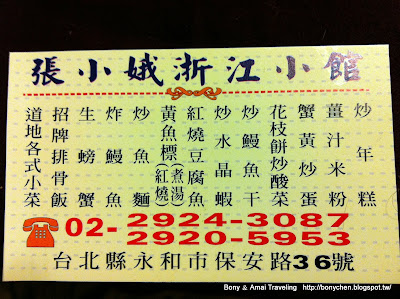 張小娥浙江小館
炒年糕
薑汁米粉
蟹黃炒蛋
花枝餅炒酸菜
炒鰻魚干
炒水晶蝦
紅燒豆腐魚
黃魚標(紅燒)(煮湯)
炒魚麵
炸鰻魚
生螃蟹
招牌排骨飯
道地各式小菜
02-2924-3087
2920-5953
台北縣永和市保安路36號
Bony & Amai Traveling http://bonychen.blogspot.tw/